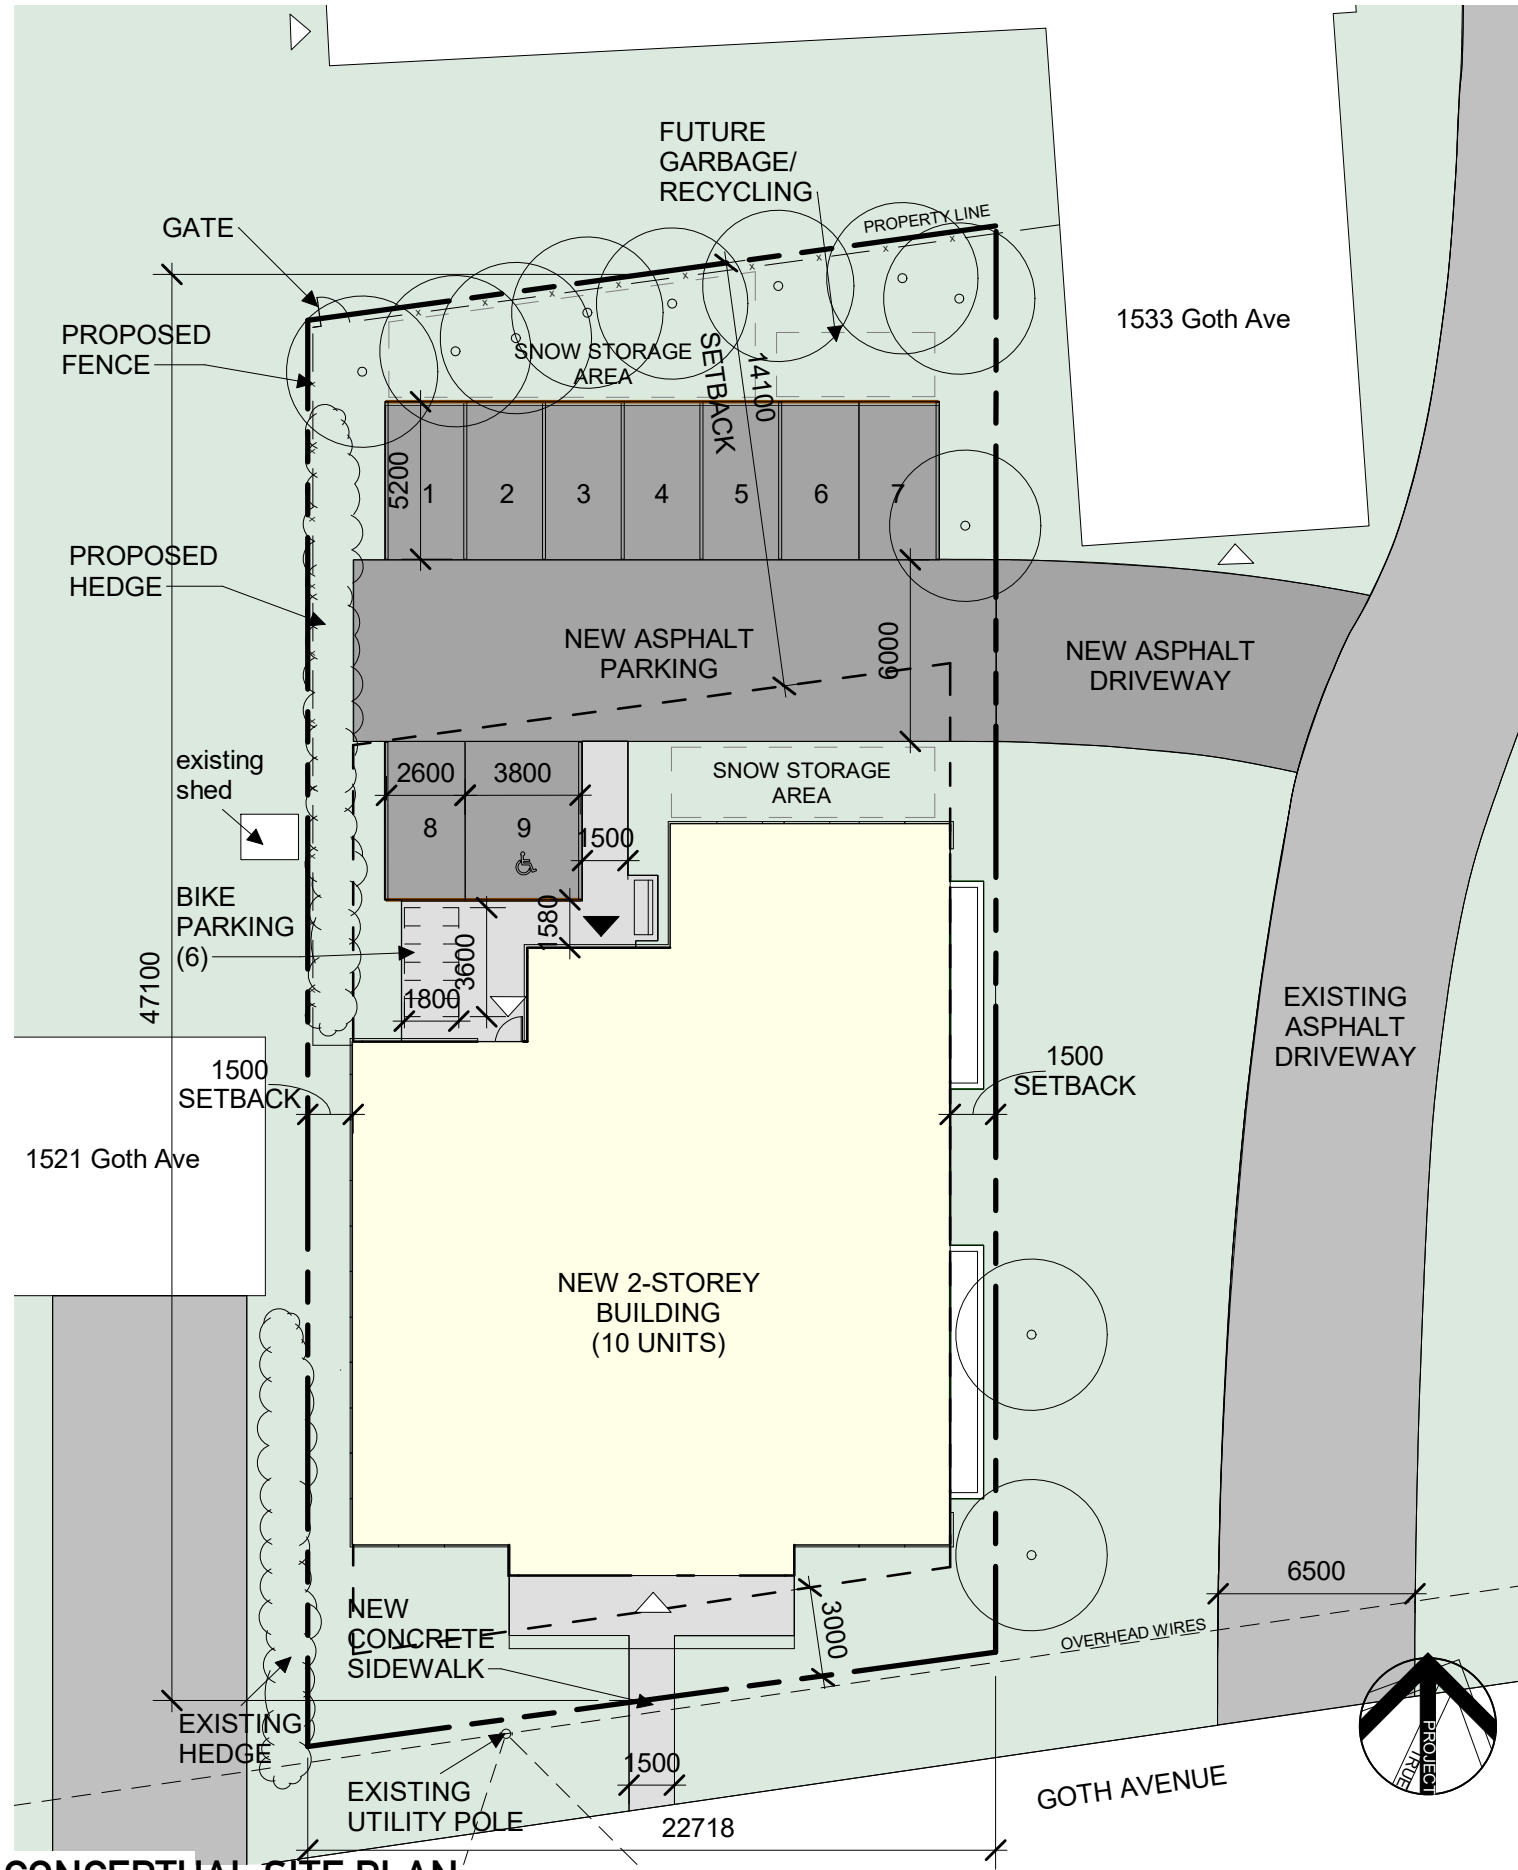 FUTURE
GARBAGE/
RECYCLING
PROPERTY LINE
GATE
PROPOSED
FENCE
1533 Goth Ave
SNOW STORAGE
AREA
SETBACK
14100
5200
1
2
3
4
5
6
7
PROPOSED
HEDGE
NEW ASPHALT
PARKING
6000
NEW ASPHALT
DRIVEWAY
existing
shed
2600
3800
SNOW STORAGE
AREA
8
9
1500
BIKE
PARKING
(6)
1580
3600
1800
47100
EXISTING
ASPHALT
DRIVEWAY
1500
SETBACK
1500
SETBACK
1521 Goth Ave
NEW 2-STOREY
BUILDING
(10 UNITS)
6500
NEW
CONCRETE
SIDEWALK
3000
OVERHEAD WIRES
EXISTING
HEDGE
PROJECT
TRUE
EXISTING
UTILITY POLE
1500
GOTH AVENUE
22718
CONCEPTUAL SITE PLAN